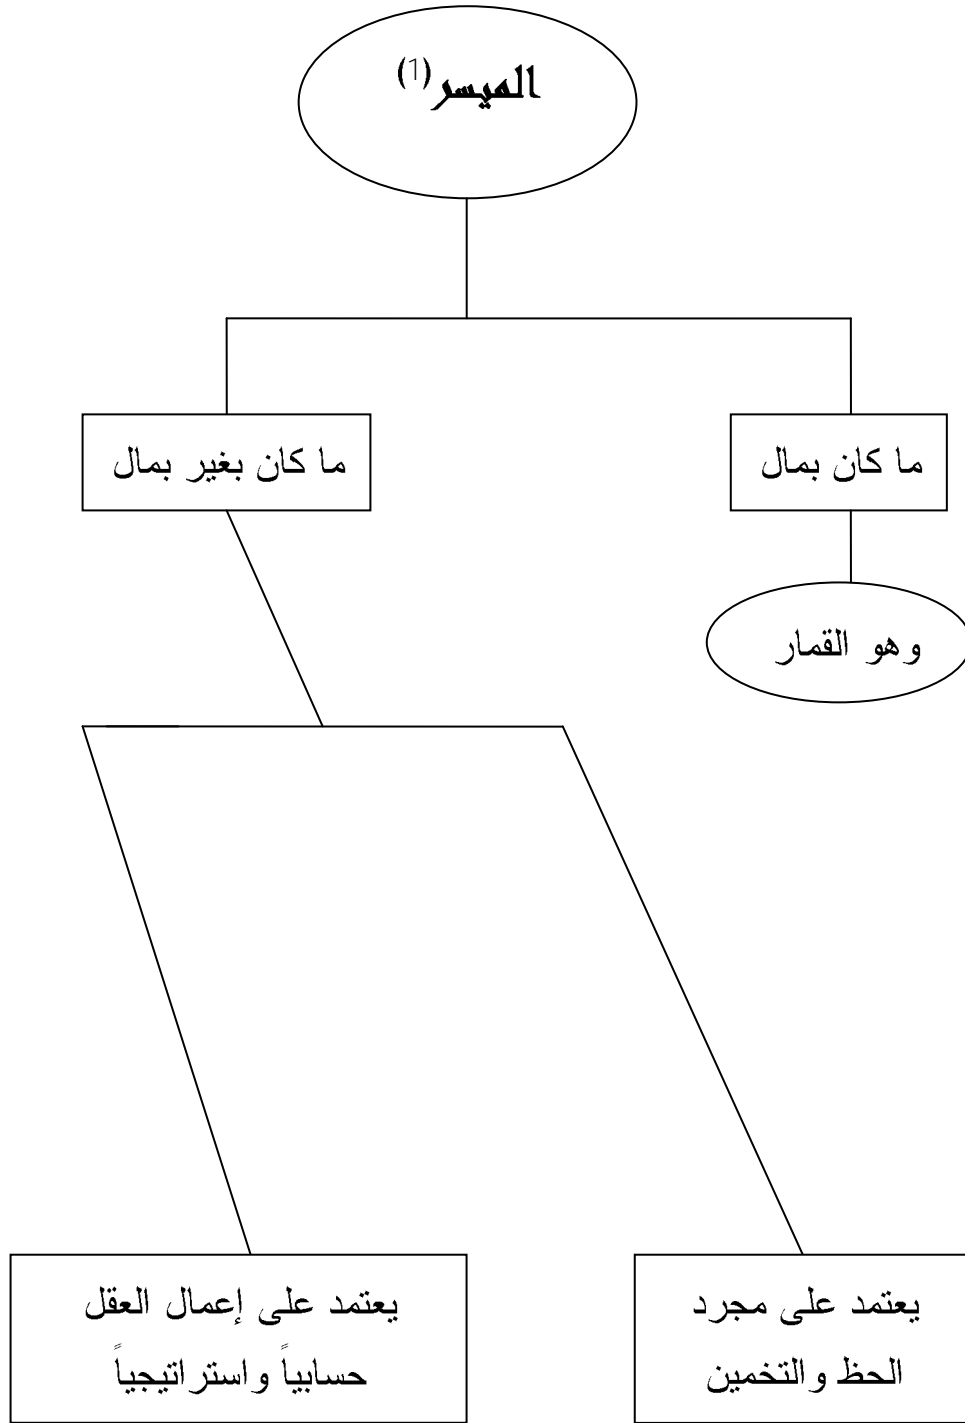 الميسر(1)
ما كان بمال
ما كان بغير بمال
وهو القمار
يعتمد على مجرد
الحظ والتخمين
يعتمد على إعمال العقل
حسابياً واستراتيجياً